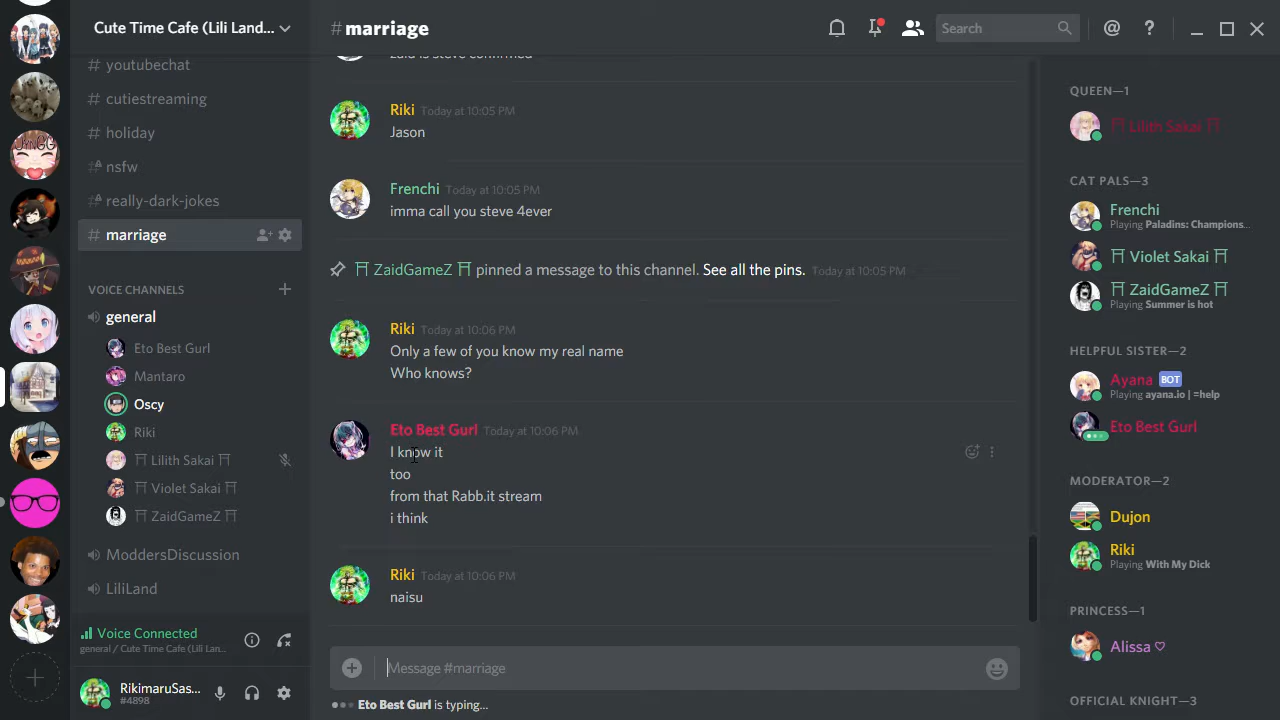 Cute Time Cafe (Lili Land...
# youtubechat
# cutiestreaming
# holiday
# nsfw
# really-dark-jokes
# marriage
VOICE CHANNELS
general
Eto Best Gurl
Mantaro
Oscy
Riki
⛩ Lilith Sakai ⛩
⛩ Violet Sakai ⛩
⛩ ZaidGameZ ⛩
ModdersDiscussion
LiliLand
Voice Connected
general / Cute Time Cafe (Lili Lan...
RikimaruSas...
#4898
#marriage
Search
zaid is steve confirmed
Riki Today at 10:05 PM
Jason
Frenchi Today at 10:05 PM
imma call you steve 4ever
⛩ ZaidGameZ ⛩ pinned a message to this channel. See all the pins. Today at 10:05 PM
Riki Today at 10:06 PM
Only a few of you know my real name
Who knows?
Eto Best Gurl Today at 10:06 PM
I know it
too
from that Rabb.it stream
i think
Riki Today at 10:06 PM
naisu
Message #marriage
Eto Best Gurl is typing...
QUEEN—1
⛩ Lilith Sakai ⛩
CAT PALS—3
Frenchi
Playing Paladins: Champions...
⛩ Violet Sakai ⛩
⛩ ZaidGameZ ⛩
Playing Summer is hot
HELPFUL SISTER—2
Ayana BOT
Playing ayana.io | =help
Eto Best Gurl
MODERATOR—2
Dujon
Riki
Playing With My Dick
PRINCESS—1
Alissa ♡
OFFICIAL KNIGHT—3